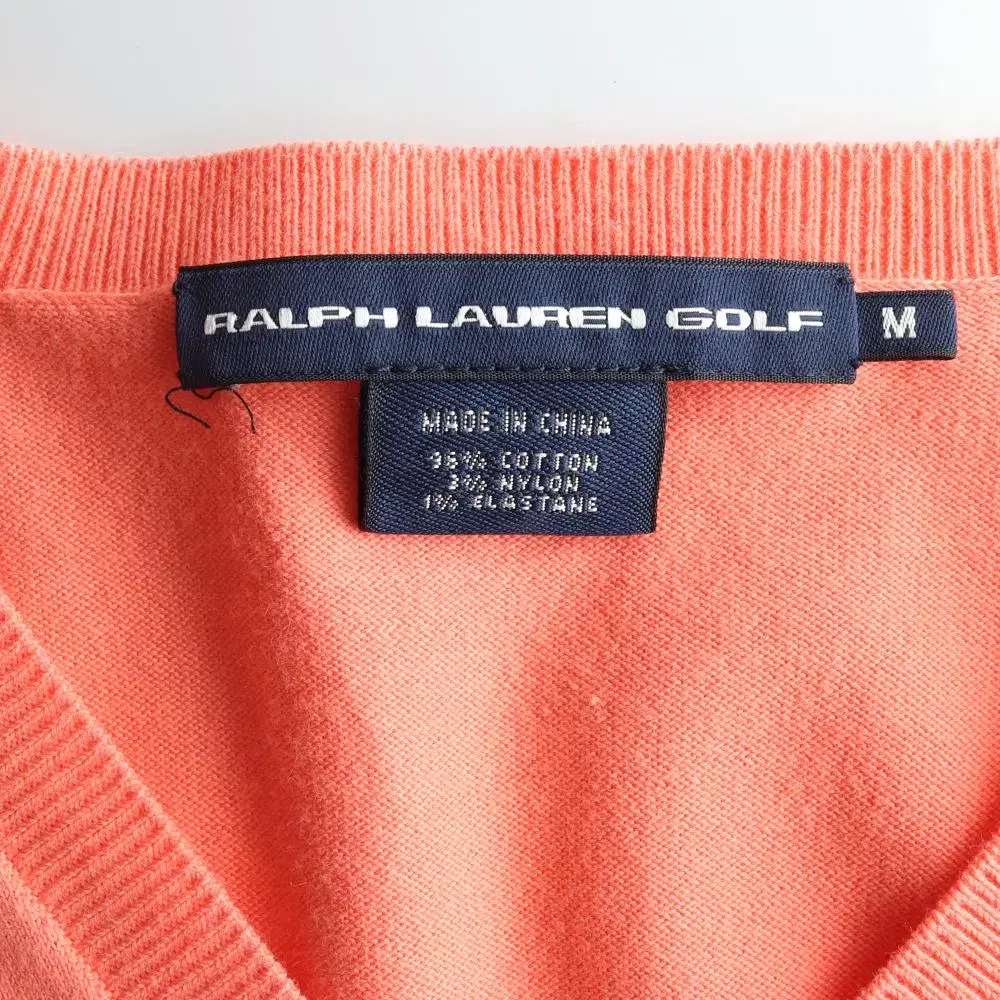 RALPH LAUREN GOLF
M
MADE IN CHINA
96% COTTON
3% NYLON
1% ELASTANE